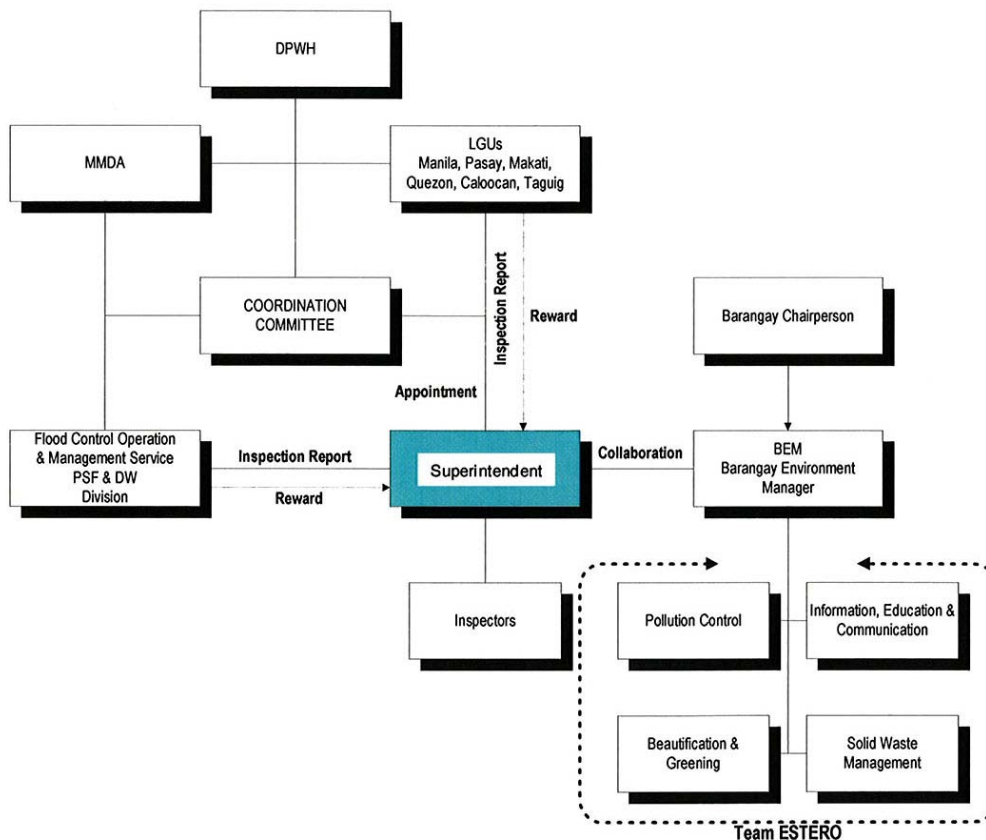 DPWH
MMDA
LGUs
Manila, Pasay, Makati,
Quezon, Caloocan, Taguig
COORDINATION
COMMITTEE
Inspection Report
Reward
Appointment
Barangay Chairperson
Flood Control Operation
& Management Service
PSF & DW
Division
Inspection Report
Reward
Superintendent
Collaboration
BEM
Barangay Environment
Manager
Inspectors
Pollution Control
Information, Education &
Communication
Beautification &
Greening
Solid Waste
Management
Team ESTERO